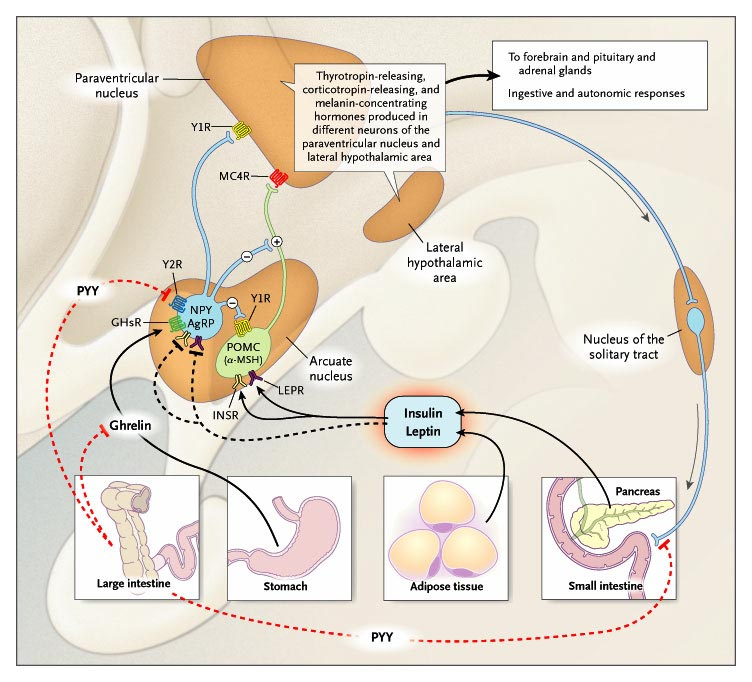 To forebrain and pituitary and
adrenal glands
Ingestive and autonomic responses
Paraventricular
nucleus
Thyrotropin-releasing,
corticotropin-releasing, and
melanin-concentrating
hormones produced in
different neurons of the
paraventricular nucleus and
lateral hypothalamic area
Y1R
MC4R
Lateral
hypothalamic
area
+
−
Y2R
PYY
−
Y1R
GHsR
NPY
AgRP
POMC
(α-MSH)
Arcuate
nucleus
Nucleus of the
solitary tract
LEPR
INSR
Ghrelin
Insulin
Leptin
Pancreas
Large intestine
Stomach
Adipose tissue
Small intestine
PYY